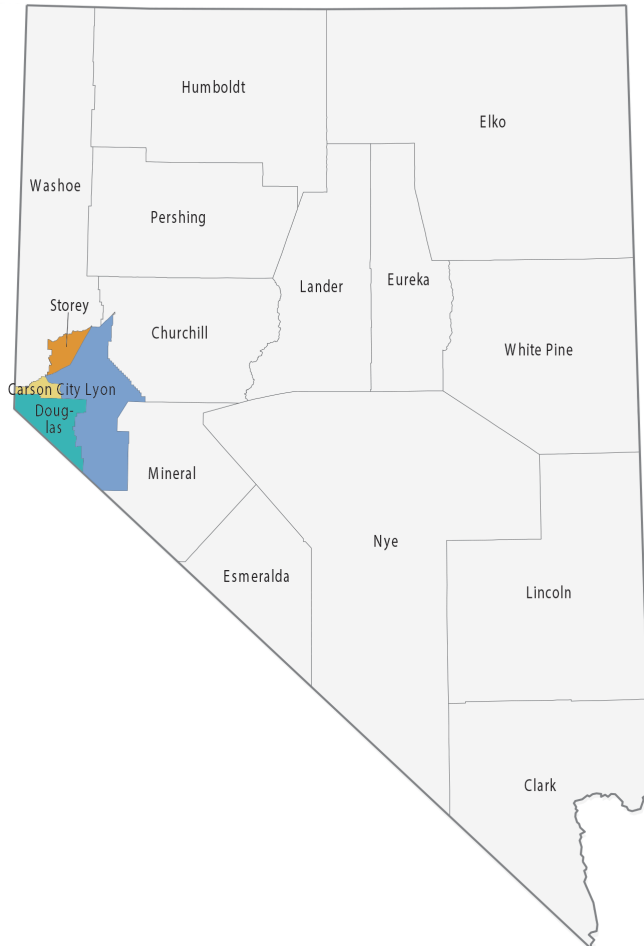 Humboldt
Elko
Washoe
Pershing
Eureka
Lander
Storey
Churchill
White Pine
Carson City Lyon
Doug-
las
Mineral
Nye
Esmeralda
Lincoln
Clark